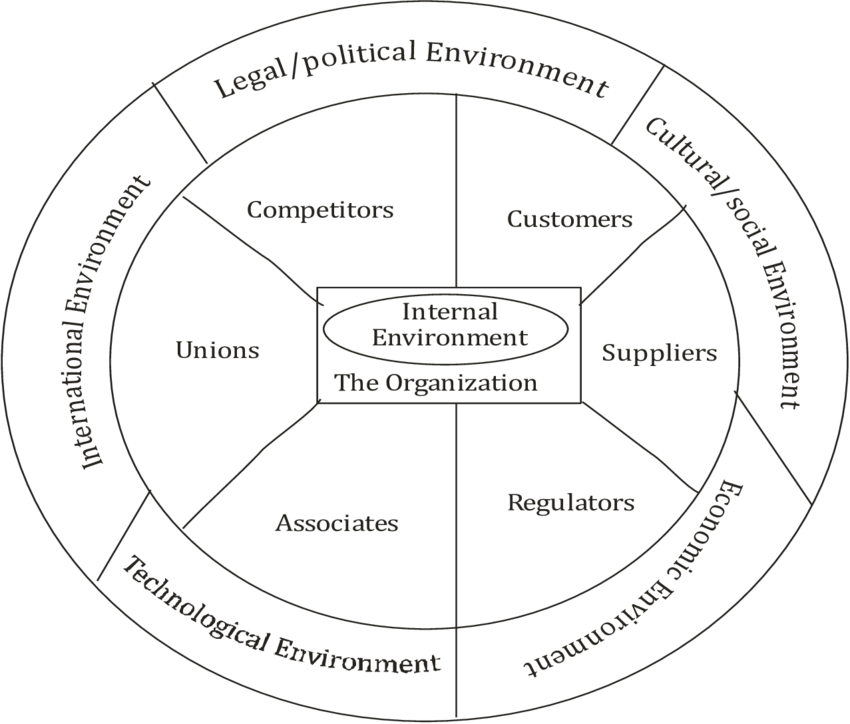 Legal/political Environment
Cultural/social Environment
International Environment
Competitors
Customers
Internal
Environment
The Organization
Unions
Suppliers
Associates
Regulators
Technological Environment
Economic Environment